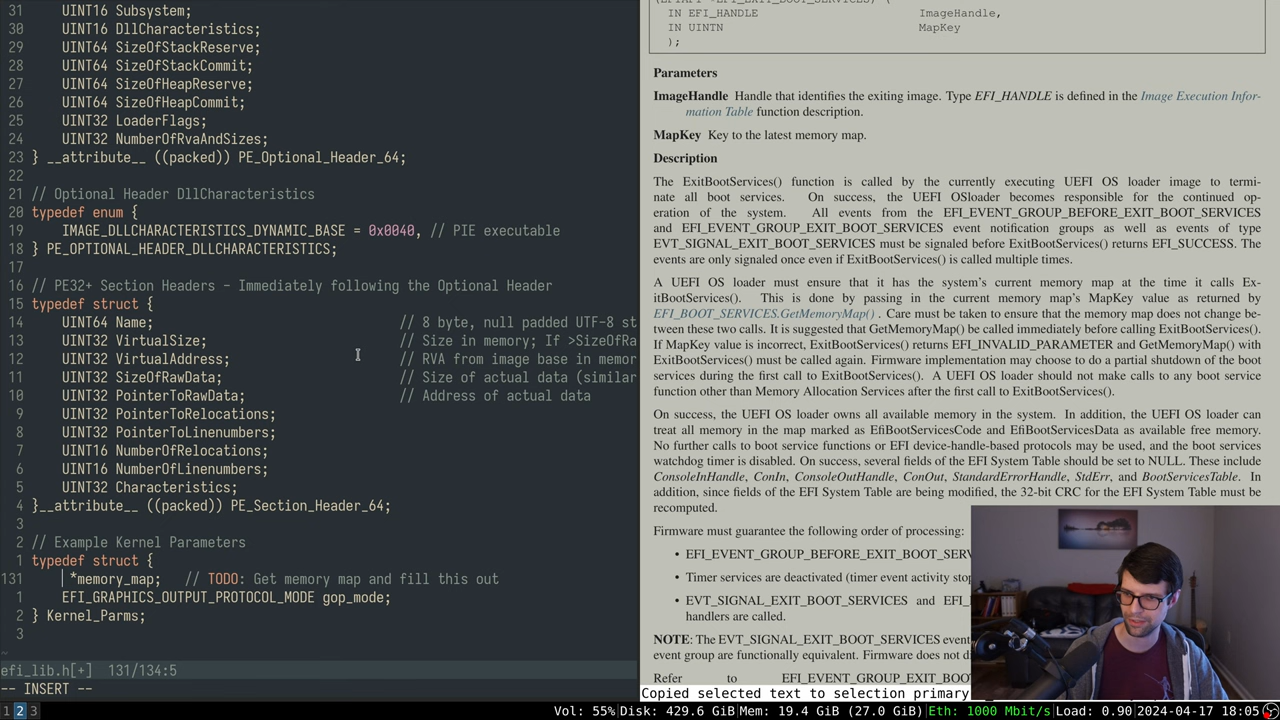 31      UINT16 Subsystem;
30      UINT16 DllCharacteristics;
29      UINT64 SizeOfStackReserve;
28      UINT64 SizeOfStackCommit;
27      UINT64 SizeOfHeapReserve;
26      UINT64 SizeOfHeapCommit;
25      UINT32 LoaderFlags;
24      UINT32 NumberOfRvaAndSizes;
23 } __attribute__ ((packed)) PE_Optional_Header_64;
22
21 // Optional Header DllCharacteristics
20 typedef enum {
19      IMAGE_DLLCHARACTERISTICS_DYNAMIC_BASE = 0x0040, // PIE executable
18 } PE_OPTIONAL_HEADER_DLLCHARACTERISTICS;
17
16 // PE32+ Section Headers - Immediately following the Optional Header
15 typedef struct {
14      UINT64 Name;                    // 8 byte, null padded UTF-8 st
13      UINT32 VirtualSize;             // Size in memory; If >SizeOfRa
12      UINT32 VirtualAddress;          // RVA from image base in memor
11      UINT32 SizeOfRawData;           // Size of actual data (similar
10      UINT32 PointerToRawData;        // Address of actual data
9      UINT32 PointerToRelocations;
8      UINT32 PointerToLinenumbers;
7      UINT16 NumberOfRelocations;
6      UINT16 NumberOfLinenumbers;
5      UINT32 Characteristics;
4 }__attribute__ ((packed)) PE_Section_Header_64;
3
2 // Example Kernel Parameters
1 typedef struct {
131      *memory_map;   // TODO: Get memory map and fill this out
1      EFI_GRAPHICS_OUTPUT_PROTOCOL_MODE gop_mode;
2 } Kernel_Parms;
3
~
efi_lib.h[+]  131/134:5
-- INSERT --
(EFIAPI *EFI_EXIT_BOOT_SERVICES) (
IN EFI_HANDLE                     ImageHandle,
IN UINTN                          MapKey
);
Parameters
ImageHandle Handle that identifies the exiting image. Type EFI_HANDLE is defined in the Image Execution Infor-
mation Table function description.
MapKey Key to the latest memory map.
Description
The ExitBootServices() function is called by the currently executing UEFI OS loader image to termi-
nate all boot services. On success, the UEFI OSloader becomes responsible for the continued op-
eration of the system. All events from the EFI_EVENT_GROUP_BEFORE_EXIT_BOOT_SERVICES
and EFI_EVENT_GROUP_EXIT_BOOT_SERVICES event notification groups as well as events of type
EVT_SIGNAL_EXIT_BOOT_SERVICES must be signaled before ExitBootServices() returns EFI_SUCCESS. The
events are only signaled once even if ExitBootServices() is called multiple times.
A UEFI OS loader must ensure that it has the system's current memory map at the time it calls Ex-
itBootServices(). This is done by passing in the current memory map's MapKey value as returned by
EFI_BOOT_SERVICES.GetMemoryMap() . Care must be taken to ensure that the memory map does not change be-
tween these two calls. It is suggested that GetMemoryMap() be called immediately before calling ExitBootServices().
If MapKey value is incorrect, ExitBootServices() returns EFI_INVALID_PARAMETER and GetMemoryMap() with
ExitBootServices() must be called again. Firmware implementation may choose to do a partial shutdown of the boot
services during the first call to ExitBootServices(). A UEFI OS loader should not make calls to any boot service
function other than Memory Allocation Services after the first call to ExitBootServices().
On success, the UEFI OS loader owns all available memory in the system. In addition, the UEFI OS loader can
treat all memory in the map marked as EfiBootServicesCode and EfiBootServicesData as available free memory.
No further calls to boot service functions or EFI device-handle-based protocols may be used, and the boot services
watchdog timer is disabled. On success, several fields of the EFI System Table should be set to NULL. These include
ConsoleInHandle, ConIn, ConsoleOutHandle, ConOut, StandardErrorHandle, StdErr, and BootServicesTable. In
addition, since fields of the EFI System Table are being modified, the 32-bit CRC for the EFI System Table must be
recomputed.
Firmware must guarantee the following order of processing:
• EFI_EVENT_GROUP_BEFORE_EXIT_BOOT_SERV
• Timer services are deactivated (timer event activity stop
• EVT_SIGNAL_EXIT_BOOT_SERVICES and EFI_
handlers are called.
NOTE: The EVT_SIGNAL_EXIT_BOOT_SERVICES event
event group are functionally equivalent. Firmware does not di
Refer to EFI_EVENT_GROUP_EXIT_BOOT
Copied selected text to selection primary
1 2 3
Vol: 55% Disk: 429.6 GiB Mem: 19.4 GiB (27.0 GiB) Eth: 1000 Mbit/s Load: 0.90 2024-04-17 18:05